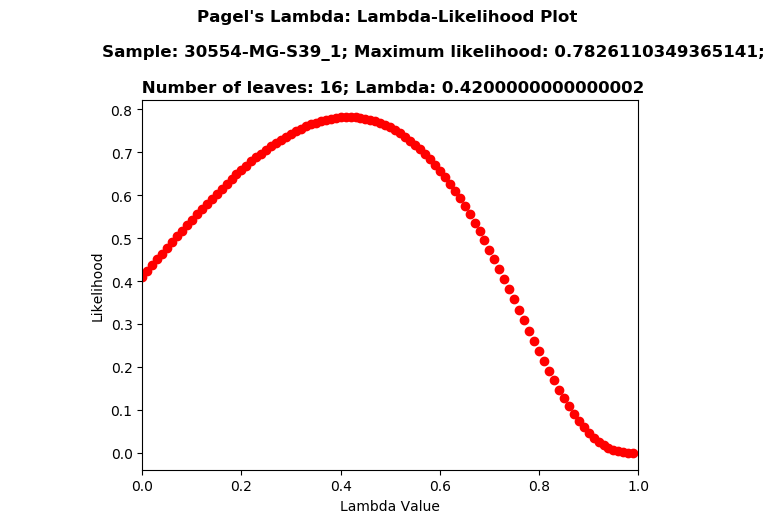 Pagel's Lambda: Lambda-Likelihood Plot
Sample: 30554-MG-S39_1; Maximum likelihood: 0.7826110349365141;
Number of leaves: 16; Lambda: 0.4200000000000002
0.8
0.7
0.6
0.5
0.4
0.3
0.2
0.1
0.0
Likelihood
0.0 0.2 0.4 0.6 0.8 1.0
Lambda Value